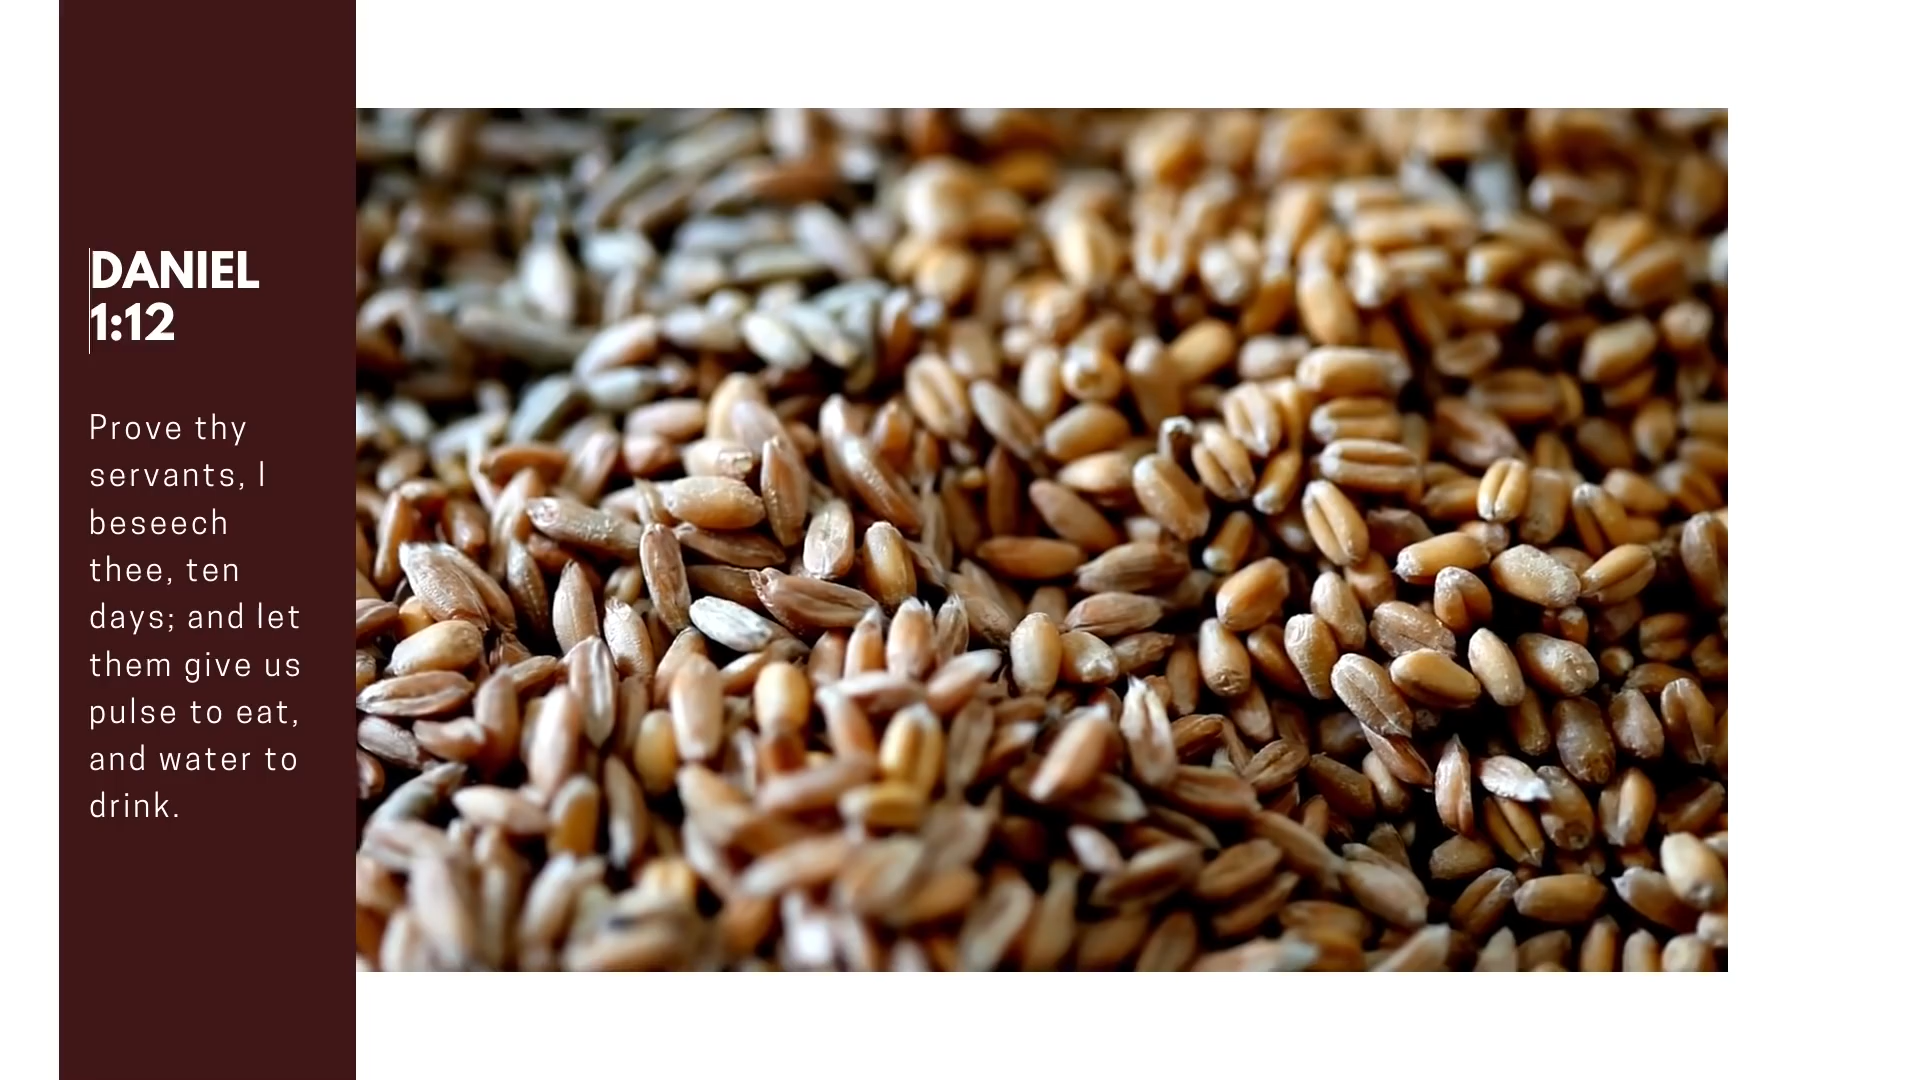 DANIEL
1:12
Prove thy
servants, I
beseech
thee, ten
days; and let
them give us
pulse to eat,
and water to
drink.